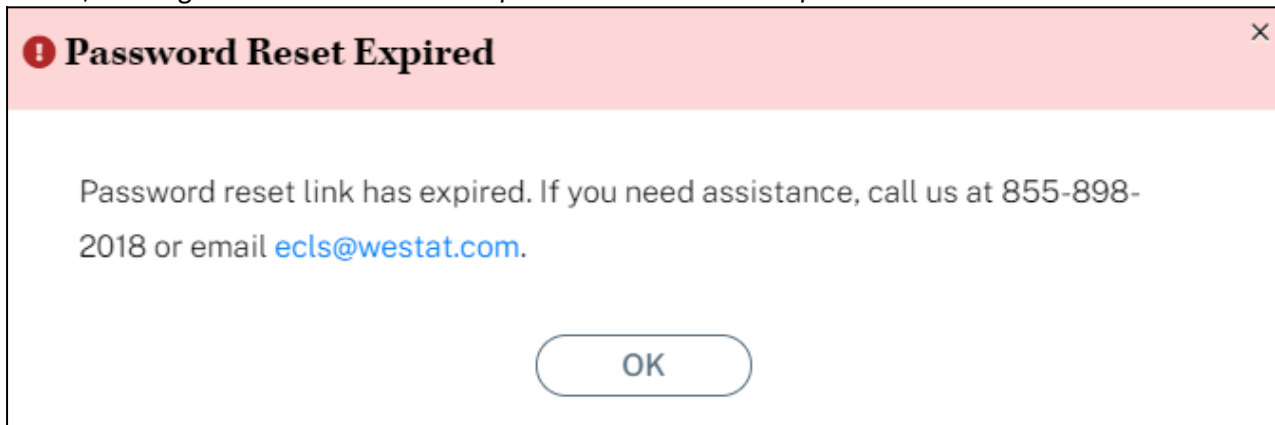 Password Reset Expired
Password reset link has expired. If you need assistance, call us at 855-898-
2018 or email ecls@westat.com.
OK